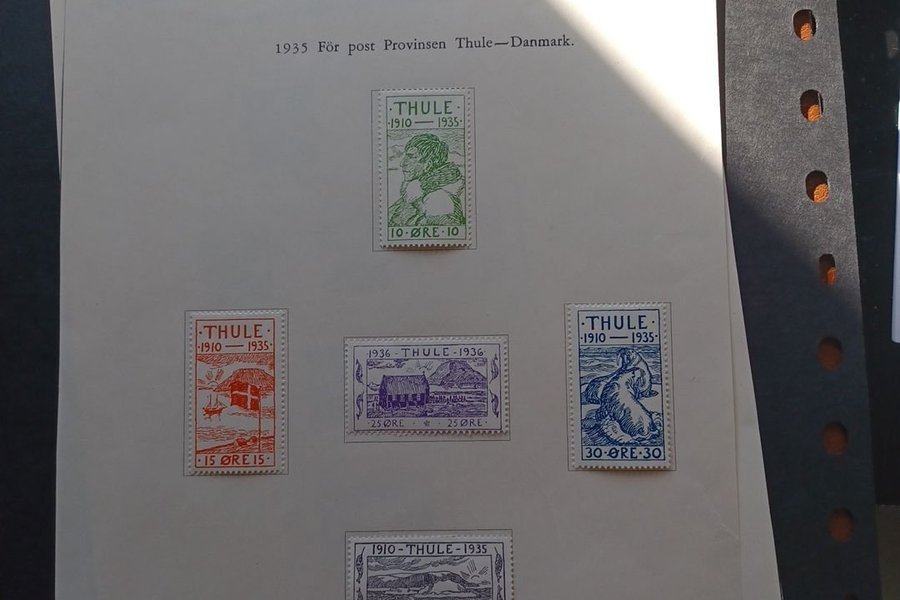 1935 För post Provinsen Thule—Danmark.
·THULE·
·1910 — 1935·
10·ØRE·10
·THULE·
·1910 — 1935·
15 ØRE 15·
1936 - THULE - 1936
·25 ØRE · · 25 ØRE·
·THULE·
·1910 — 1935·
30·ØRE·30
1910 - THULE - 1935